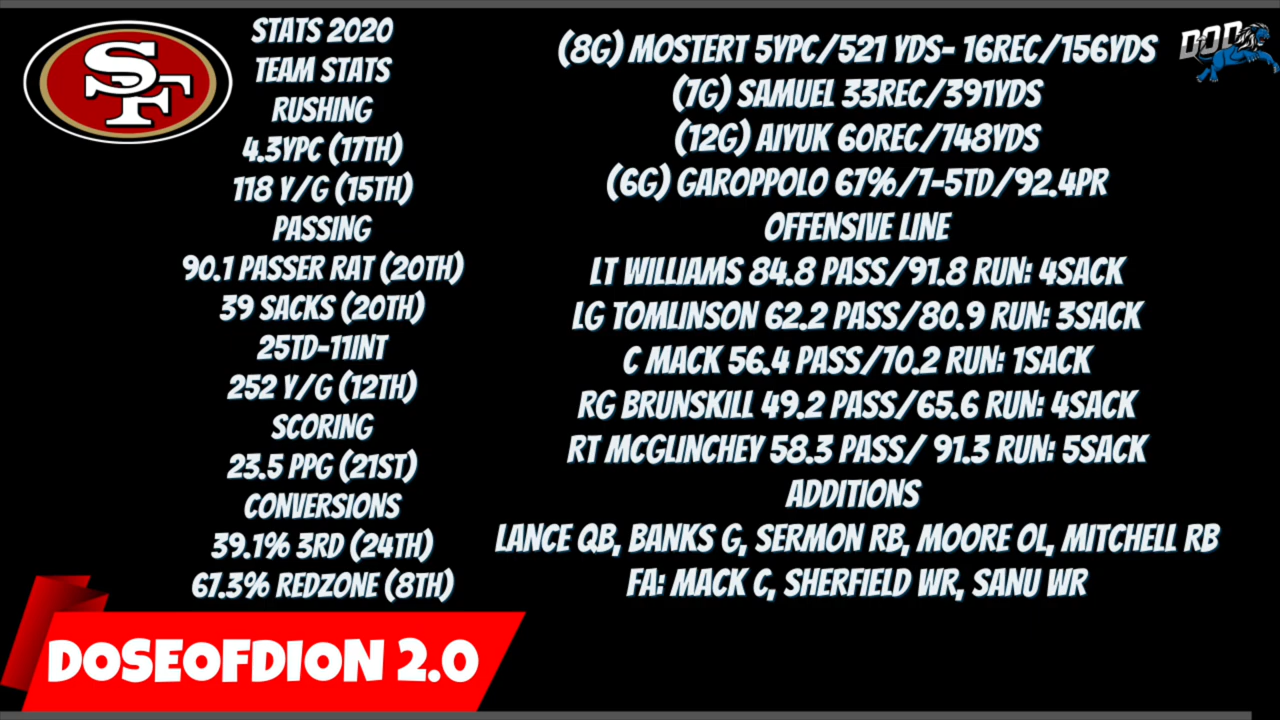 SF
STATS 2020
TEAM STATS
RUSHING
4.3YPC (17TH)
118 Y/G (15TH)
PASSING
90.1 PASSER RAT (20TH)
39 SACKS (20TH)
25TD-11INT
252 Y/G (12TH)
SCORING
23.5 PPG (21ST)
CONVERSIONS
39.1% 3RD (24TH)
67.3% REDZONE (8TH)
DOD
(8G) MOSTERT 5YPC/521 YDS- 16REC/156YDS
(7G) SAMUEL 33REC/391YDS
(12G) AIYUK 60REC/748YDS
(6G) GAROPPOLO 67%/7-5TD/92.4PR
OFFENSIVE LINE
LT WILLIAMS 84.8 PASS/91.8 RUN: 4SACK
LG TOMLINSON 62.2 PASS/80.9 RUN: 3SACK
C MACK 56.4 PASS/70.2 RUN: 1SACK
RG BRUNSKILL 49.2 PASS/65.6 RUN: 4SACK
RT MCGLINCHEY 58.3 PASS/ 91.3 RUN: 5SACK
ADDITIONS
LANCE QB, BANKS G, SERMON RB, MOORE OL, MITCHELL RB
FA: MACK C, SHERFIELD WR, SANU WR
DOSEOFDION 2.0